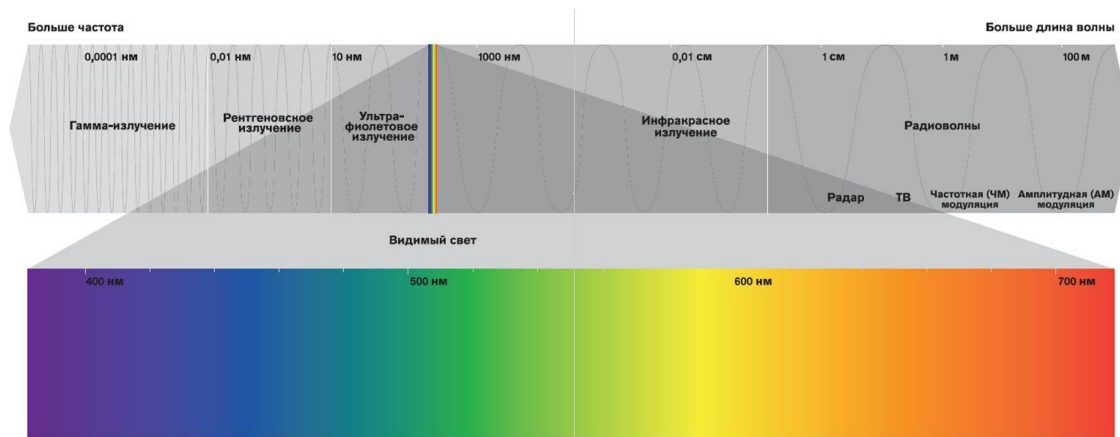 Больше частота
Больше длина волны
0,0001 нм
0,01 нм
10 нм
1000 нм
0,01 см
1 см
1 м
100 м
Гамма-излучение
Рентгеновское
излучение
Ультра-
фиолетовое
излучение
Инфракрасное
излучение
Радиоволны
Радар
ТВ
Частотная (ЧМ)
модуляция
Амплитудная (АМ)
модуляция
Видимый свет
400 нм
500 нм
600 нм
700 нм